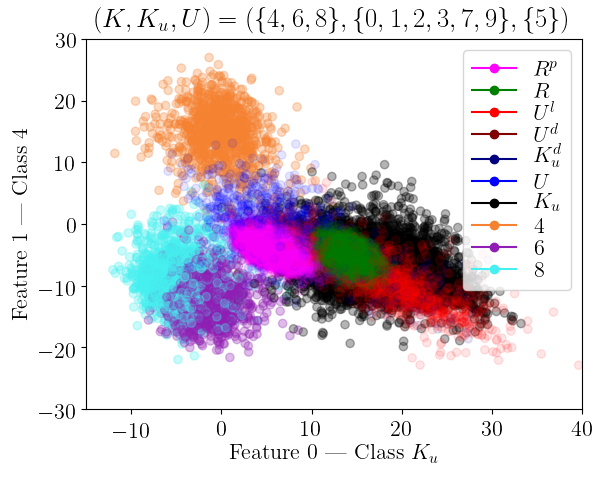 (K, K_u, U) = ({4, 6, 8}, {0, 1, 2, 3, 7, 9}, {5})
30
20
10
0
−10
−20
−30
Feature 1 — Class 4
R^p
R
U^l
U^d
K_u^d
U
K_u
4
6
8
−10
0
10
20
30
40
Feature 0 — Class K_u